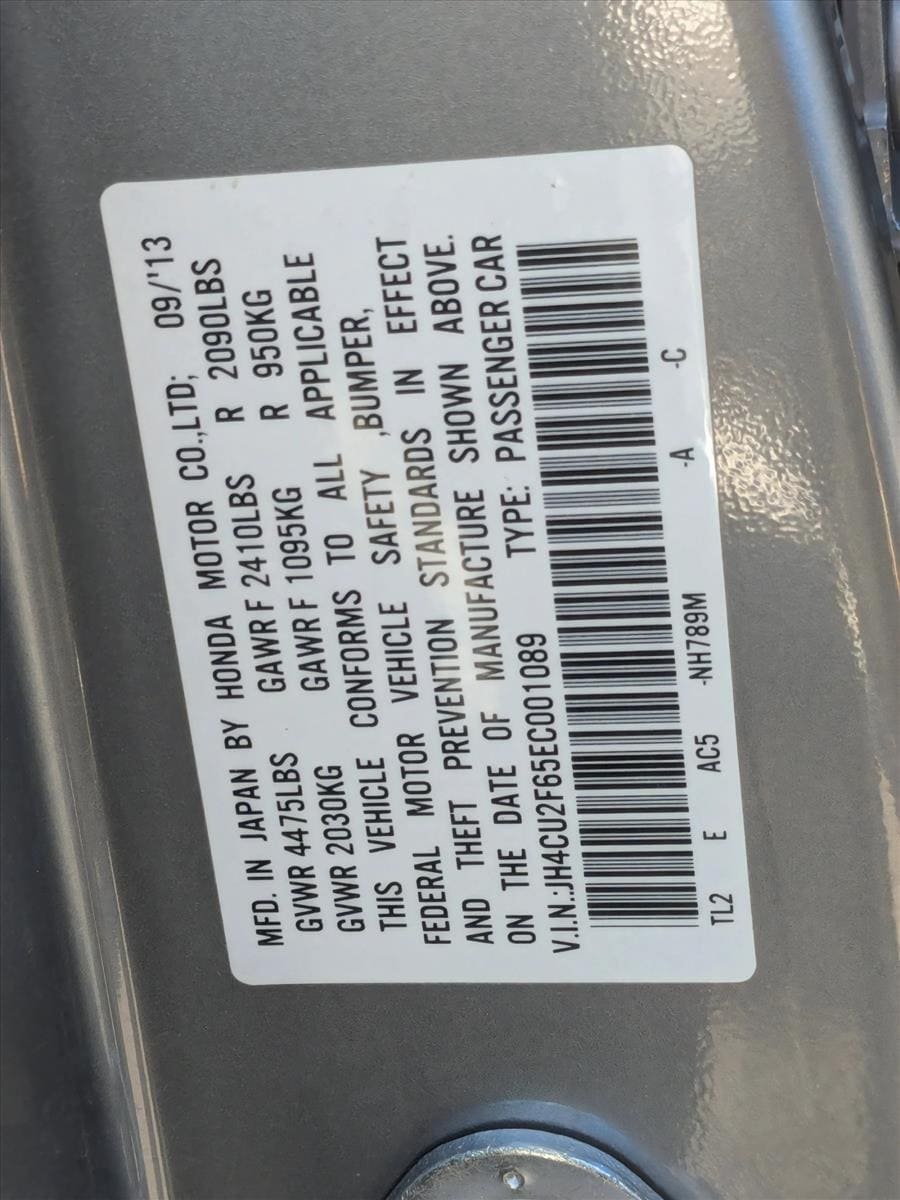 MFD. IN JAPAN BY HONDA MOTOR CO.,LTD; 09/'13
GVWR 4475LBS GAWR F 2410LBS R 2090LBS
GVWR 2030KG GAWR F 1095KG R 950KG
THIS VEHICLE CONFORMS TO ALL APPLICABLE
FEDERAL MOTOR VEHICLE SAFETY ,BUMPER,
AND THEFT PREVENTION STANDARDS IN EFFECT
ON THE DATE OF MANUFACTURE SHOWN ABOVE.
V.I.N.:JH4CU2F65EC001089 TYPE: PASSENGER CAR
TL2 E AC5 -NH789M -A -C